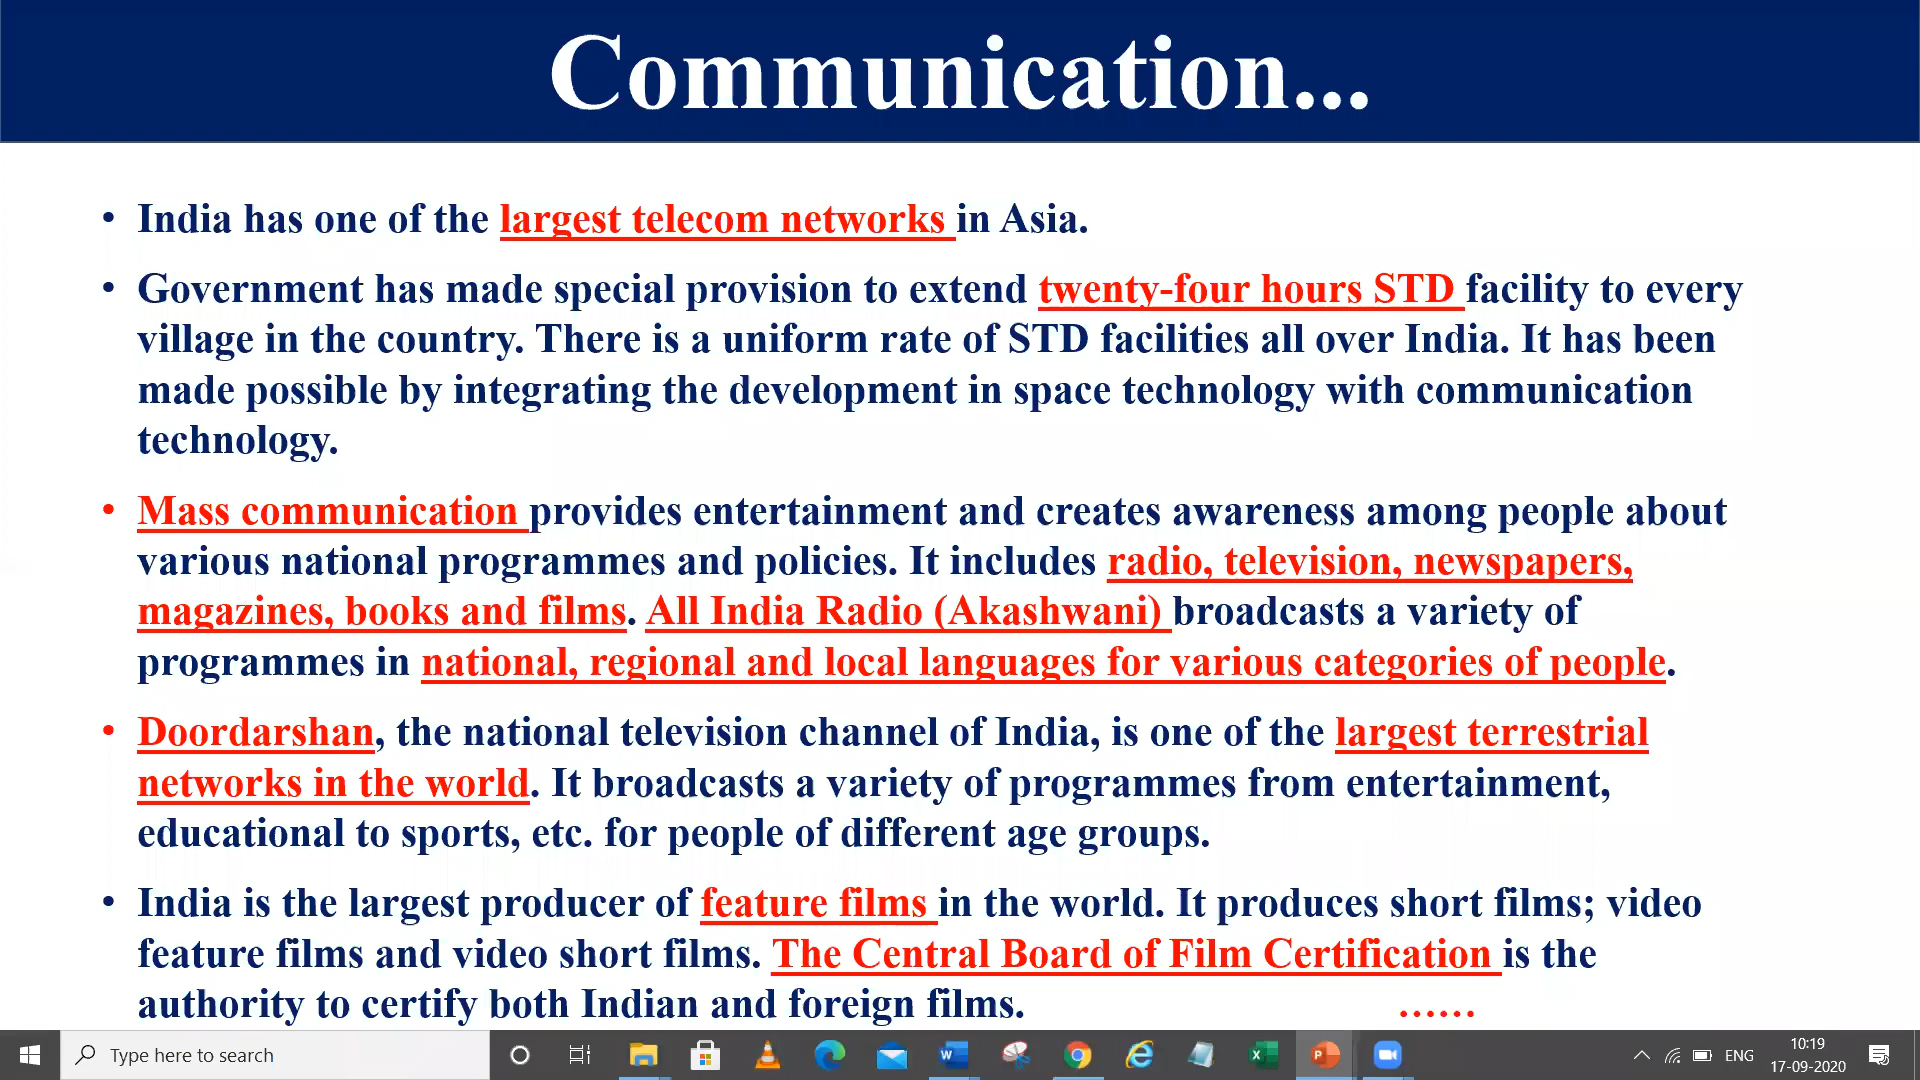 Communication...
• India has one of the largest telecom networks in Asia.
• Government has made special provision to extend twenty-four hours STD facility to every
village in the country. There is a uniform rate of STD facilities all over India. It has been
made possible by integrating the development in space technology with communication
technology.
• Mass communication provides entertainment and creates awareness among people about
various national programmes and policies. It includes radio, television, newspapers,
magazines, books and films. All India Radio (Akashwani) broadcasts a variety of
programmes in national, regional and local languages for various categories of people.
• Doordarshan, the national television channel of India, is one of the largest terrestrial
networks in the world. It broadcasts a variety of programmes from entertainment,
educational to sports, etc. for people of different age groups.
• India is the largest producer of feature films in the world. It produces short films; video
feature films and video short films. The Central Board of Film Certification is the
authority to certify both Indian and foreign films. ......
Type here to search
ENG
10:19
17-09-2020